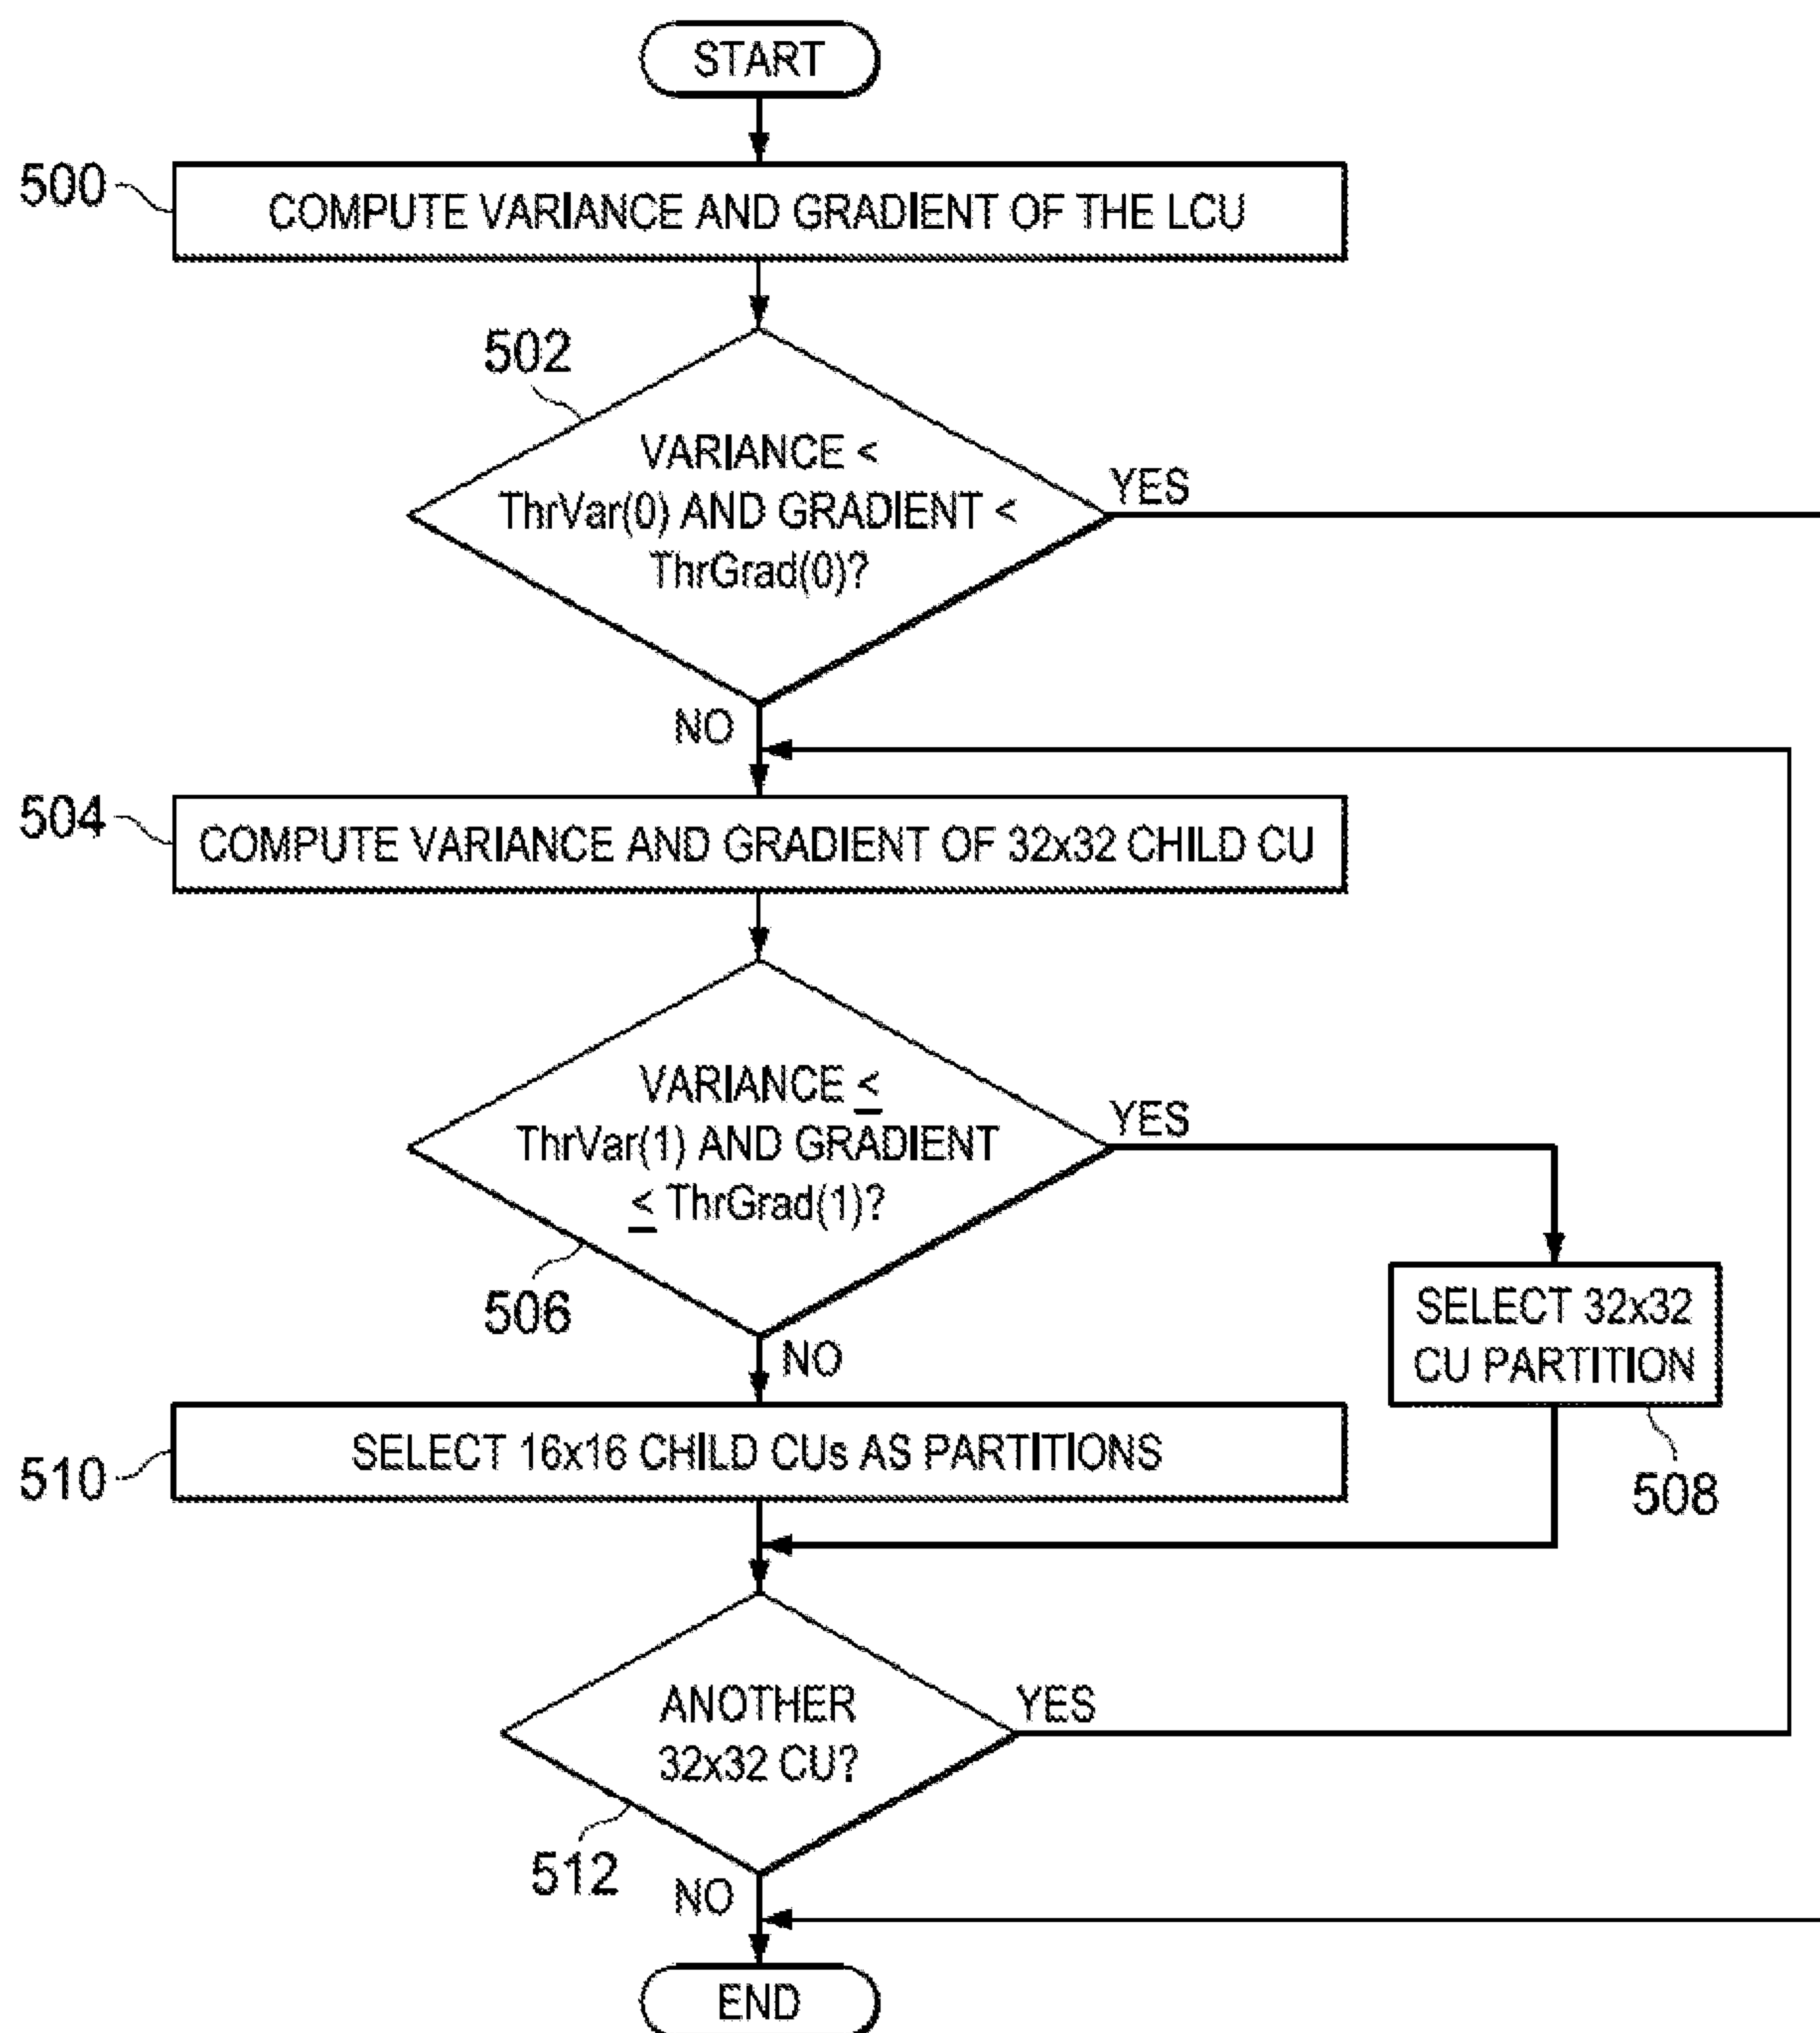 START
500
COMPUTE VARIANCE AND GRADIENT OF THE LCU
502
VARIANCE <
ThrVar(0) AND GRADIENT <
ThrGrad(0)?
YES
NO
504
COMPUTE VARIANCE AND GRADIENT OF 32x32 CHILD CU
VARIANCE ≤
ThrVar(1) AND GRADIENT
≤ ThrGrad(1)?
YES
506
NO
SELECT 32x32
CU PARTITION
508
510
SELECT 16x16 CHILD CUs AS PARTITIONS
ANOTHER
32x32 CU?
YES
512
NO
END